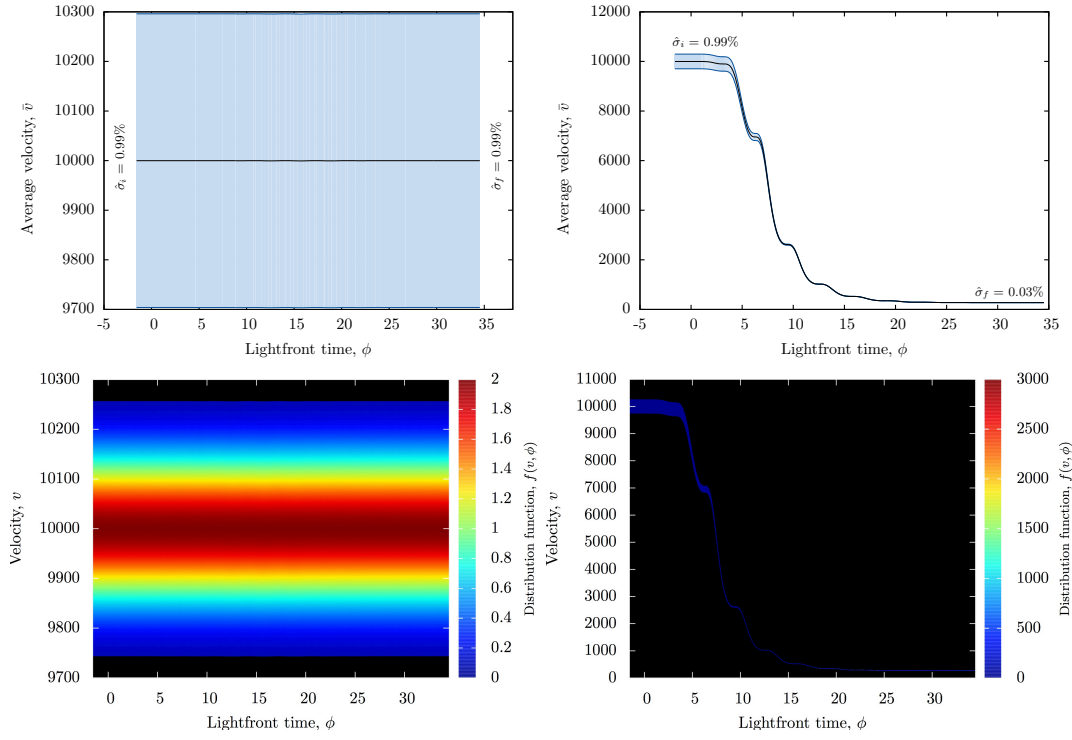 10300
10200
10100
10000
9900
9800
9700
Average velocity, v̄
σ̂i = 0.99%
σ̂f = 0.99%
-5 0 5 10 15 20 25 30 35
Lightfront time, ϕ
12000
10000
8000
6000
4000
2000
0
Average velocity, v̄
σ̂i = 0.99%
σ̂f = 0.03%
-5 0 5 10 15 20 25 30 35
Lightfront time, ϕ
10300
10200
10100
10000
9900
9800
9700
Velocity, v
0 5 10 15 20 25 30
Lightfront time, ϕ
2
1.8
1.6
1.4
1.2
1
0.8
0.6
0.4
0.2
0
Distribution function, f(v, ϕ)
11000
10000
9000
8000
7000
6000
5000
4000
3000
2000
1000
0
Velocity, v
0 5 10 15 20 25 30
Lightfront time, ϕ
3000
2500
2000
1500
1000
500
0
Distribution function, f(v, ϕ)